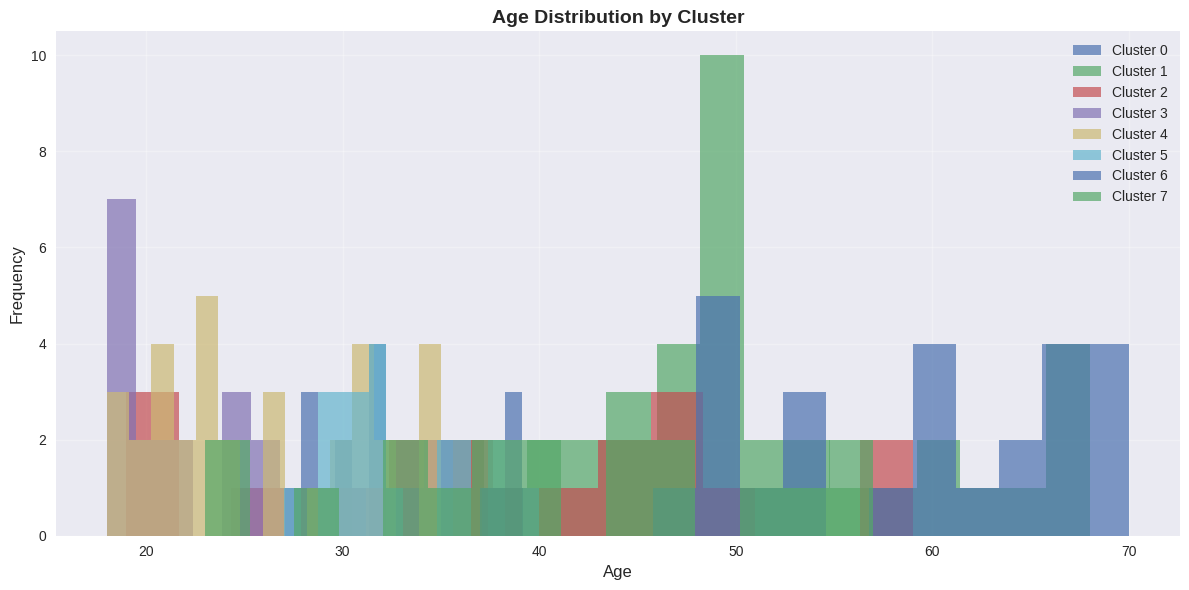 Age Distribution by Cluster
Frequency
10
8
6
4
2
0
Cluster 0
Cluster 1
Cluster 2
Cluster 3
Cluster 4
Cluster 5
Cluster 6
Cluster 7
20 30 40 50 60 70
Age